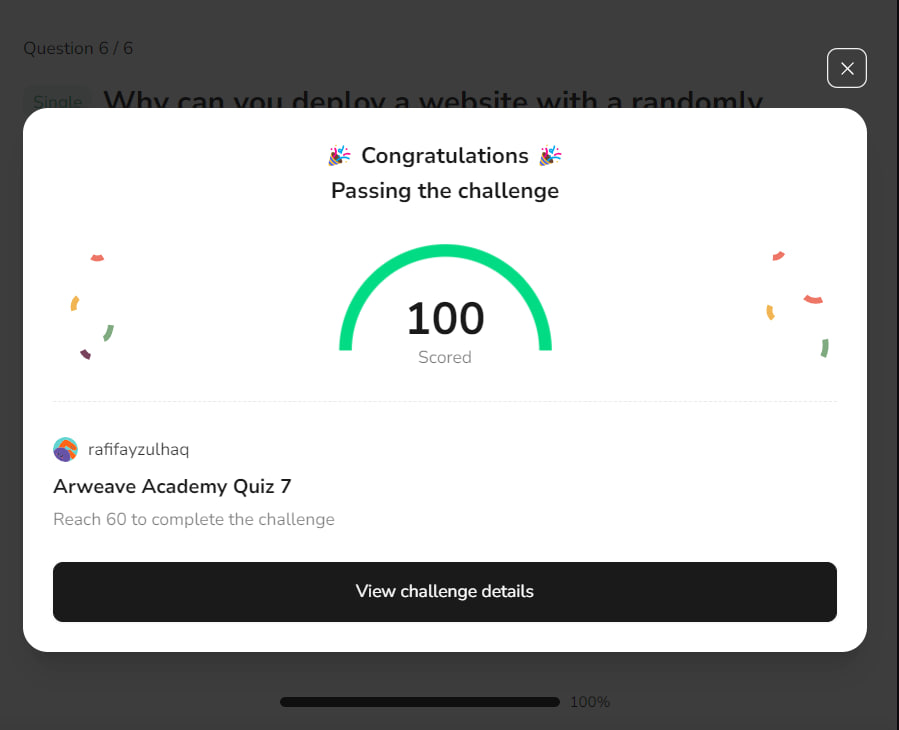 Question 6 / 6
Single Why can you deploy a website with a randomly
Congratulations
Passing the challenge
100
Scored
rafifayzulhaq
Arweave Academy Quiz 7
Reach 60 to complete the challenge
View challenge details
100%